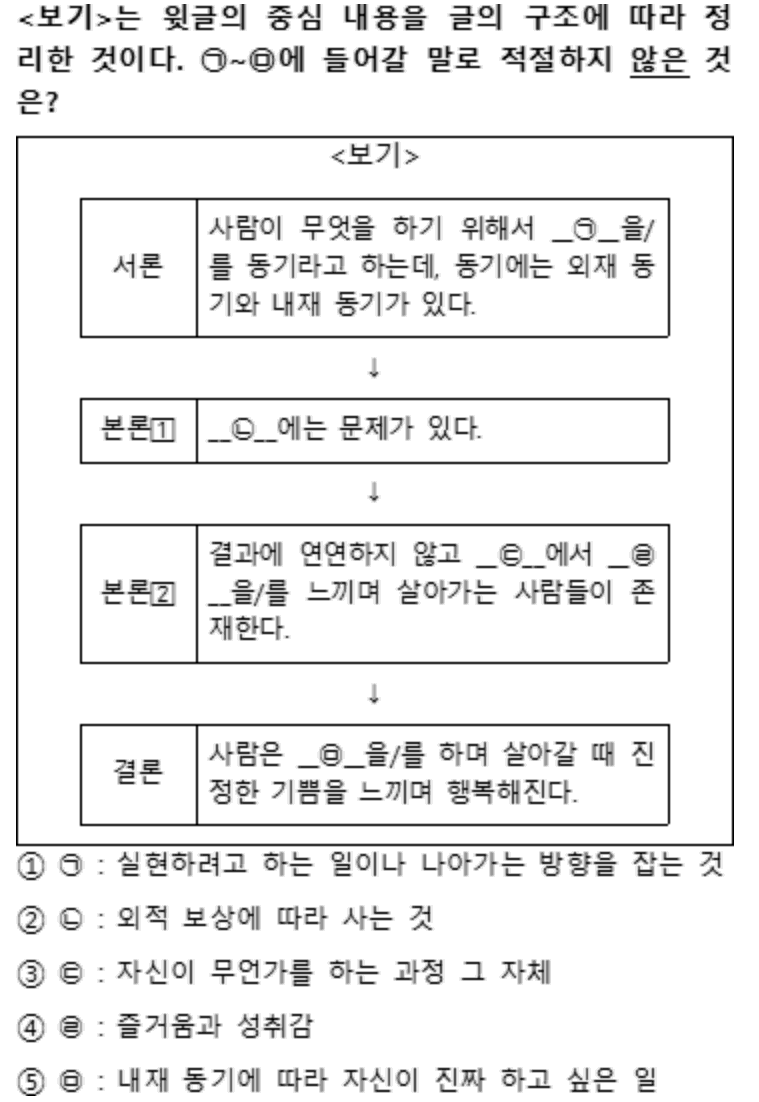 <보기>는 윗글의 중심 내용을 글의 구조에 따라 정
리한 것이다. ㉠~㉤에 들어갈 말로 적절하지 않은 것
은?
<보기>
서론
사람이 무엇을 하기 위해서 __㉠__을/
를 동기라고 하는데, 동기에는 외재 동
기와 내재 동기가 있다.
↓
본론1
__㉡__에는 문제가 있다.
↓
본론2
결과에 연연하지 않고 __㉢__에서 __㉣
__을/를 느끼며 살아가는 사람들이 존
재한다.
↓
결론
사람은 __㉤__을/를 하며 살아갈 때 진
정한 기쁨을 느끼며 행복해진다.
① ㉠ : 실현하려고 하는 일이나 나아가는 방향을 잡는 것
② ㉡ : 외적 보상에 따라 사는 것
③ ㉢ : 자신이 무언가를 하는 과정 그 자체
④ ㉣ : 즐거움과 성취감
⑤ ㉤ : 내재 동기에 따라 자신이 진짜 하고 싶은 일